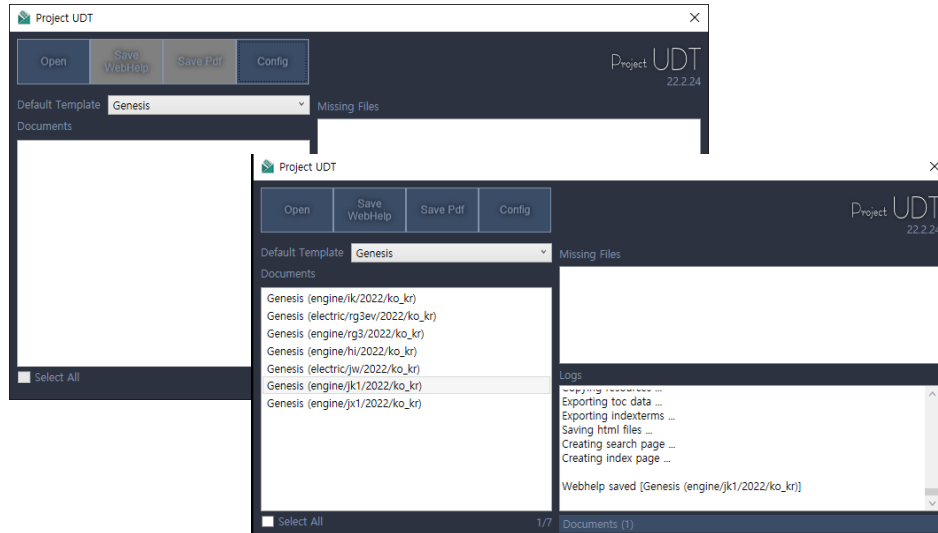 Project UDT
Open
Save
WebHelp
Save Pdf
Config
Project UDT
22.2.24
Default Template
Genesis
Missing Files
Documents
Select All
Project UDT
Open
Save
WebHelp
Save Pdf
Config
Project UDT
22.2.24
Default Template
Genesis
Missing Files
Documents
Genesis (engine/ik/2022/ko_kr)
Genesis (electric/rg3ev/2022/ko_kr)
Genesis (engine/rg3/2022/ko_kr)
Genesis (engine/hi/2022/ko_kr)
Genesis (electric/jw/2022/ko_kr)
Genesis (engine/jk1/2022/ko_kr)
Genesis (engine/jx1/2022/ko_kr)
Select All
1/7
Logs
Copying resources ...
Exporting toc data ...
Exporting indexterms ...
Saving html files ...
Creating search page ...
Creating index page ...
Webhelp saved [Genesis (engine/jk1/2022/ko_kr)]
Documents (1)